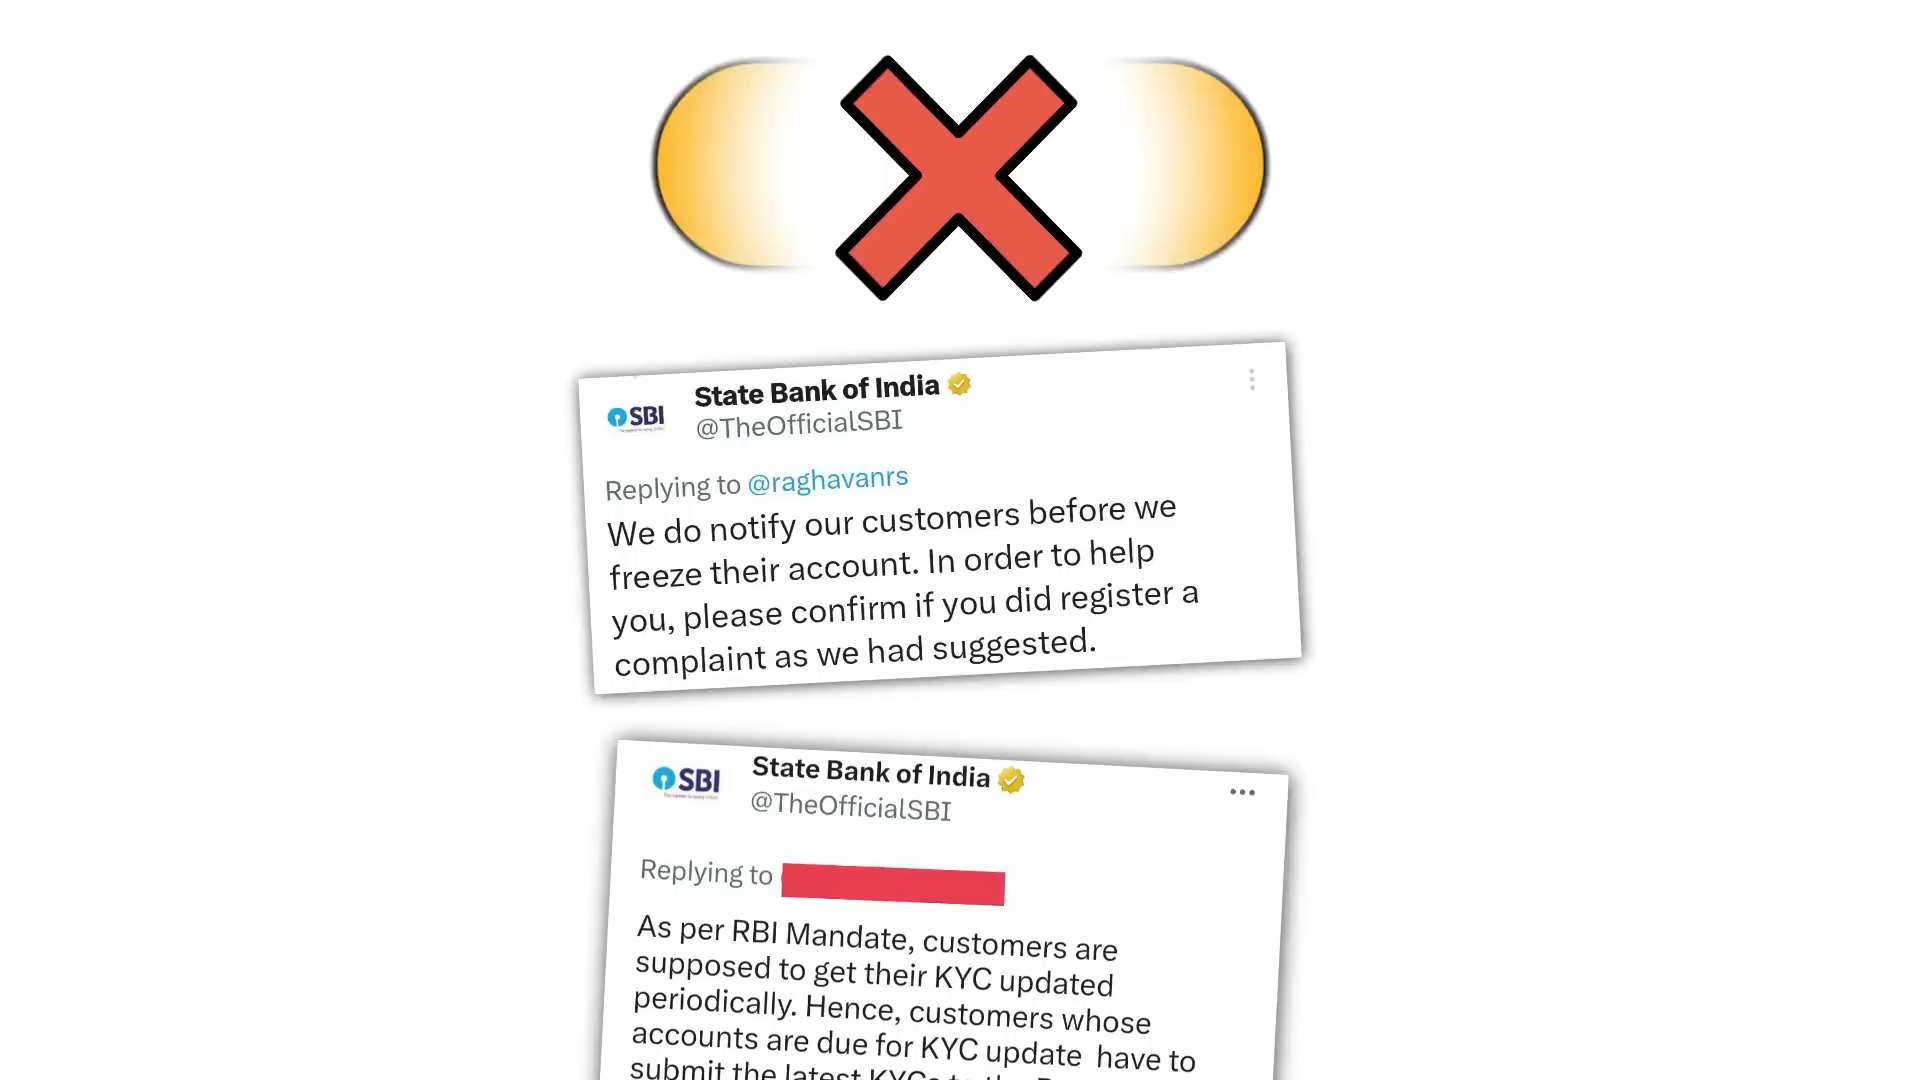 State Bank of India
SBI
@TheOfficialSBI
Replying to @raghavanrs
We do notify our customers before we
freeze their account. In order to help
you, please confirm if you did register a
complaint as we had suggested.
State Bank of India
SBI
@TheOfficialSBI
Replying to
As per RBI Mandate, customers are
supposed to get their KYC updated
periodically. Hence, customers whose
accounts are due for KYC update have to
submit the latest